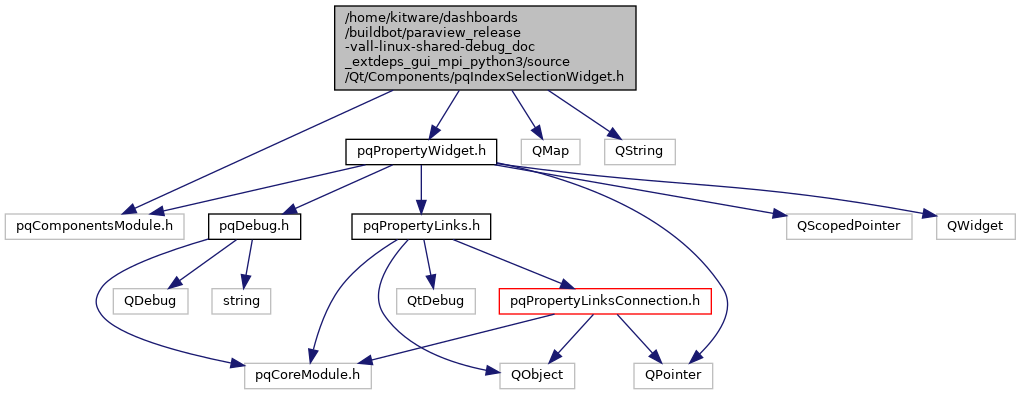 /home/kitware/dashboards
/buildbot/paraview_release
-vall-linux-shared-debug_doc
_extdeps_gui_mpi_python3/source
/Qt/Components/pqIndexSelectionWidget.h
pqPropertyWidget.h
QMap
QString
pqComponentsModule.h
pqDebug.h
pqPropertyLinks.h
QScopedPointer
QWidget
QDebug
string
QtDebug
pqPropertyLinksConnection.h
pqCoreModule.h
QObject
QPointer